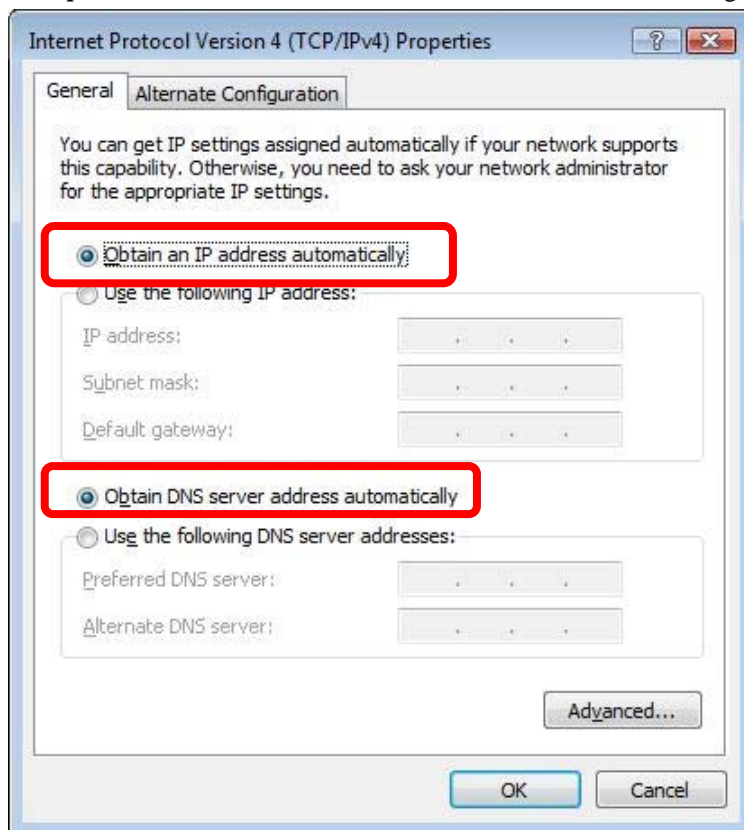 Internet Protocol Version 4 (TCP/IPv4) Properties
General
Alternate Configuration
You can get IP settings assigned automatically if your network supports
this capability. Otherwise, you need to ask your network administrator
for the appropriate IP settings.
Obtain an IP address automatically
Use the following IP address:
IP address:
Subnet mask:
Default gateway:
Obtain DNS server address automatically
Use the following DNS server addresses:
Preferred DNS server:
Alternate DNS server:
Advanced...
OK
Cancel